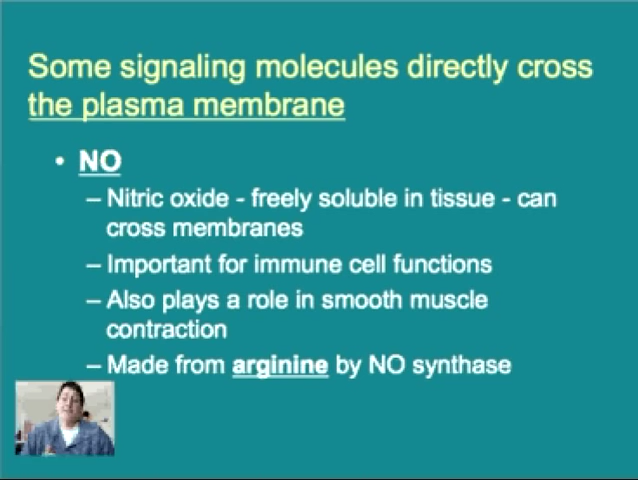 Some signaling molecules directly cross
the plasma membrane
• NO
– Nitric oxide - freely soluble in tissue - can
cross membranes
– Important for immune cell functions
– Also plays a role in smooth muscle
contraction
– Made from arginine by NO synthase